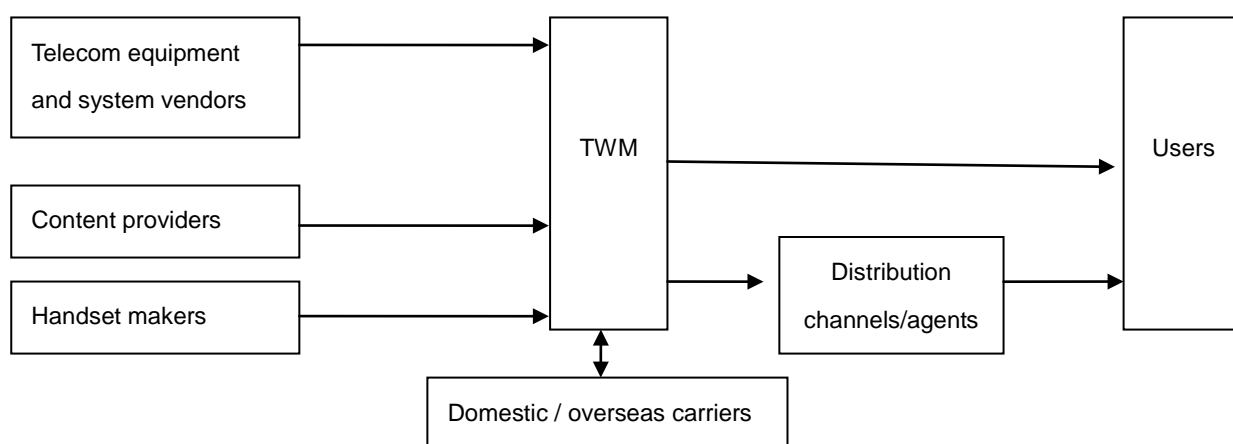 Telecom equipment
and system vendors
TWM
Users
Content providers
Distribution
channels/agents
Handset makers
Domestic / overseas carriers